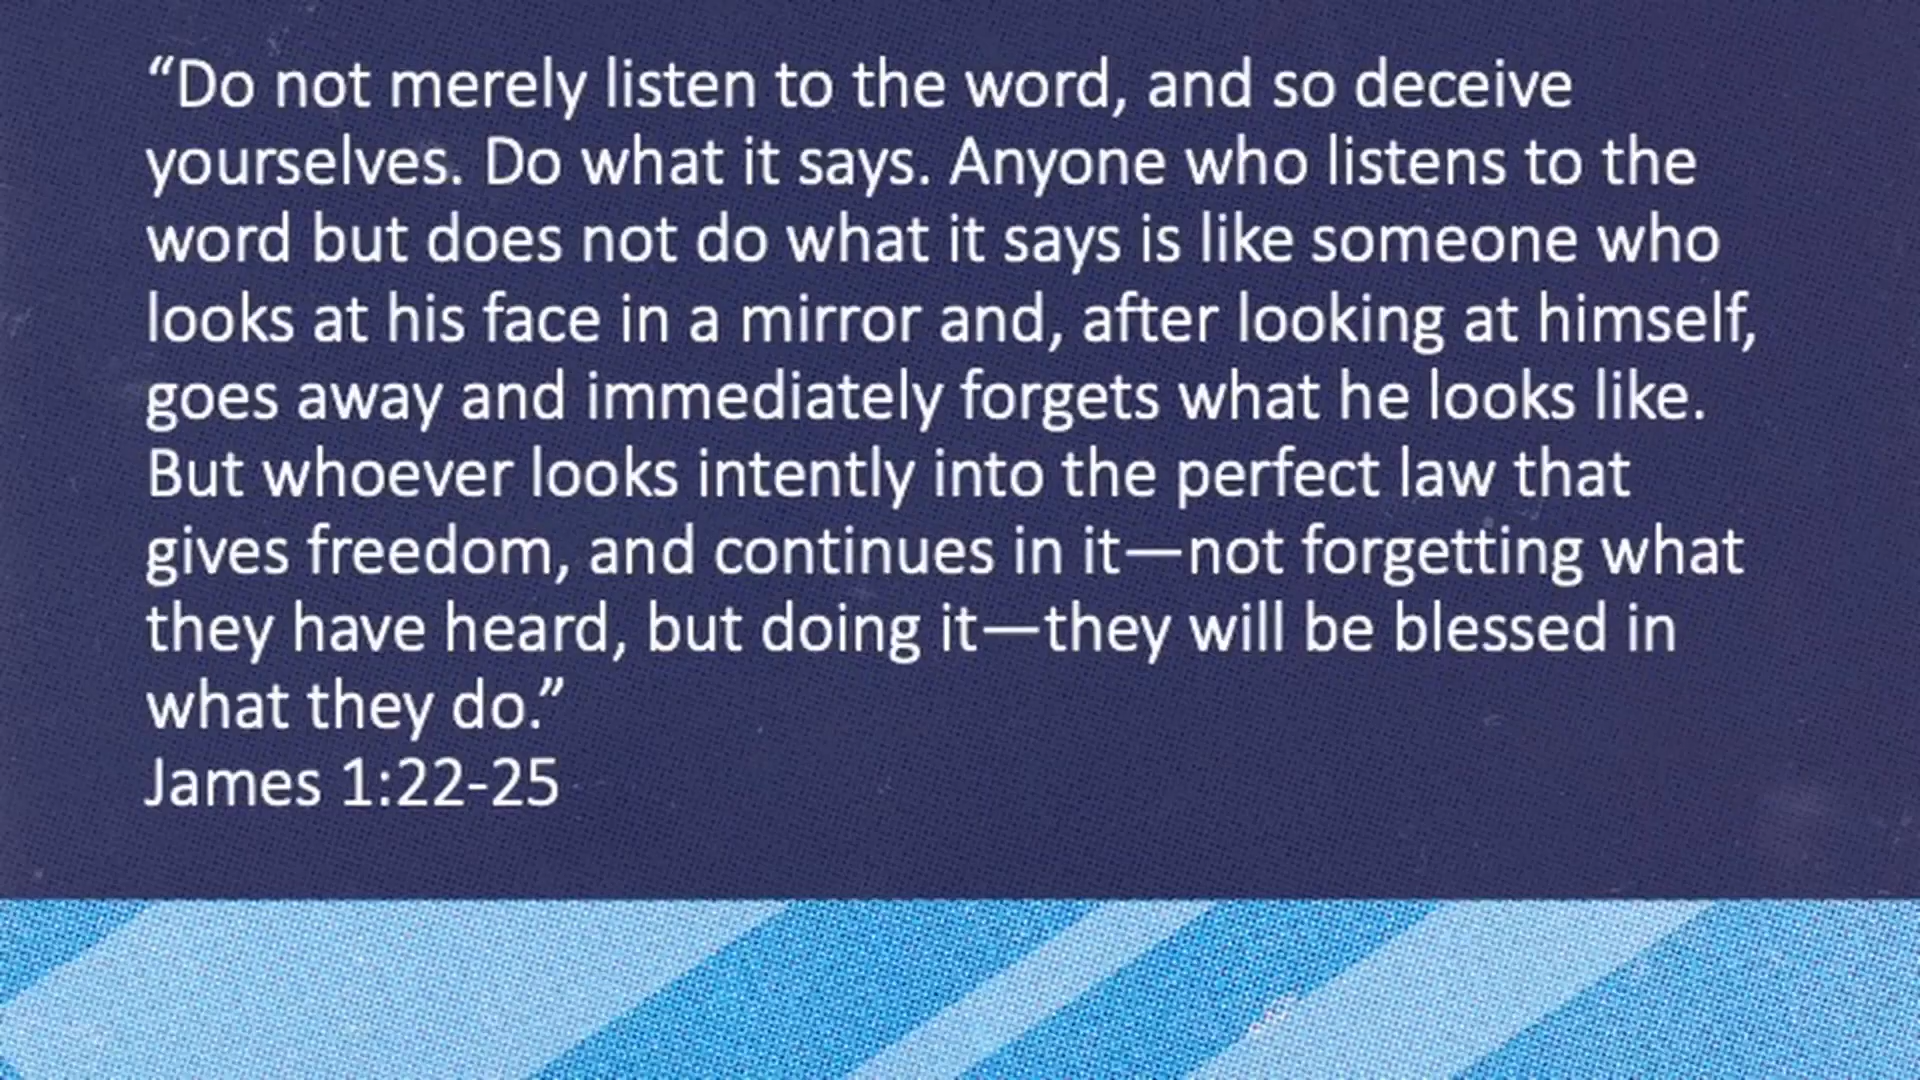 “Do not merely listen to the word, and so deceive
yourselves. Do what it says. Anyone who listens to the
word but does not do what it says is like someone who
looks at his face in a mirror and, after looking at himself,
goes away and immediately forgets what he looks like.
But whoever looks intently into the perfect law that
gives freedom, and continues in it—not forgetting what
they have heard, but doing it—they will be blessed in
what they do.”
James 1:22-25